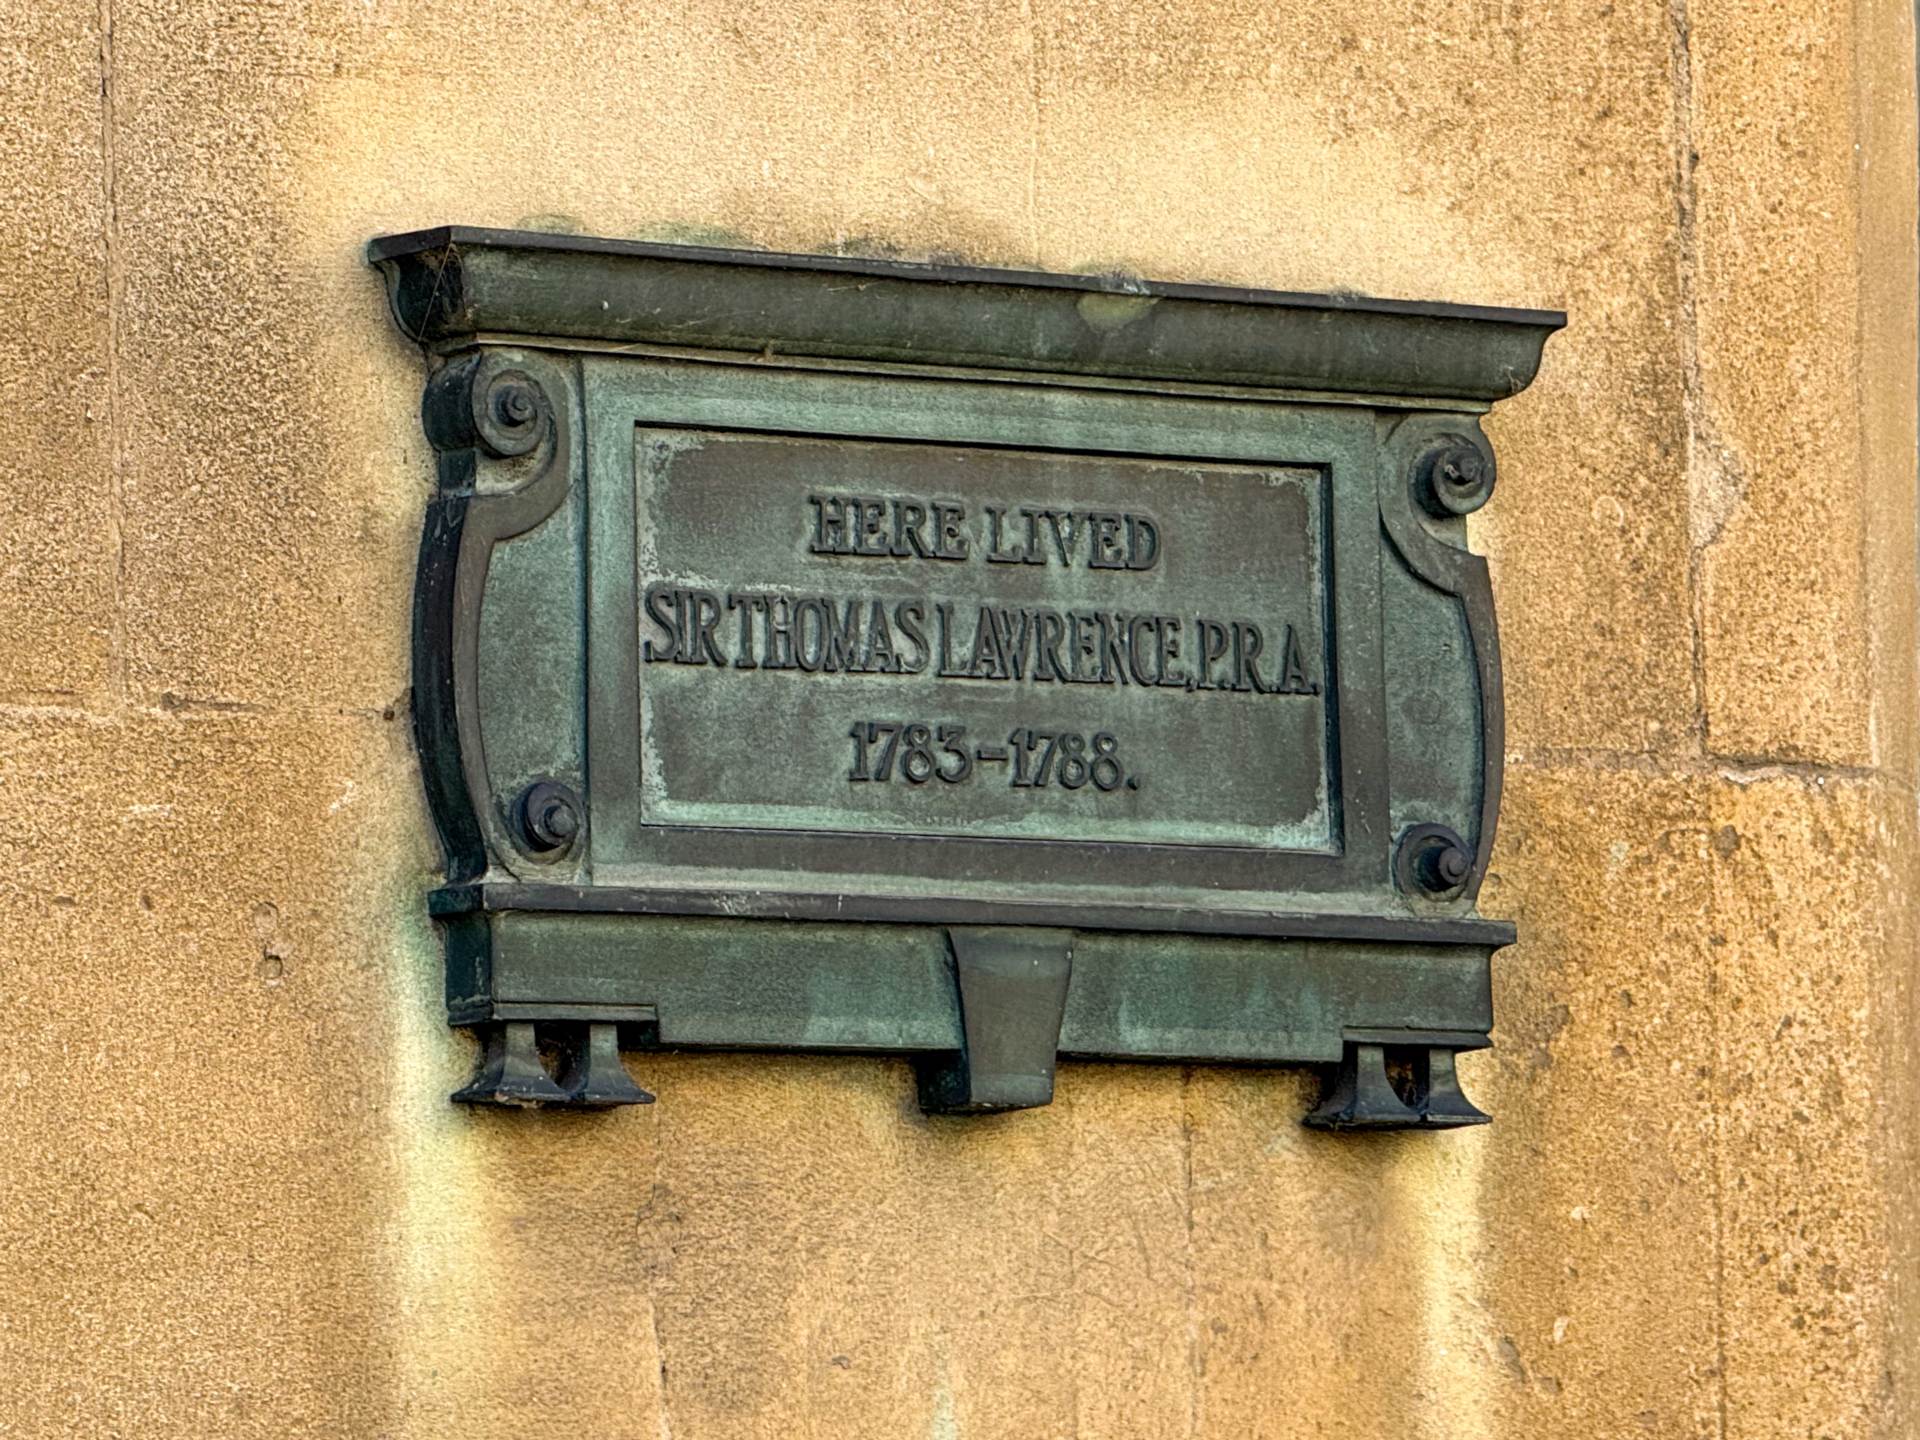 HERE LIVED
SIR THOMAS LAWRENCE, P.R.A.
1783-1788.